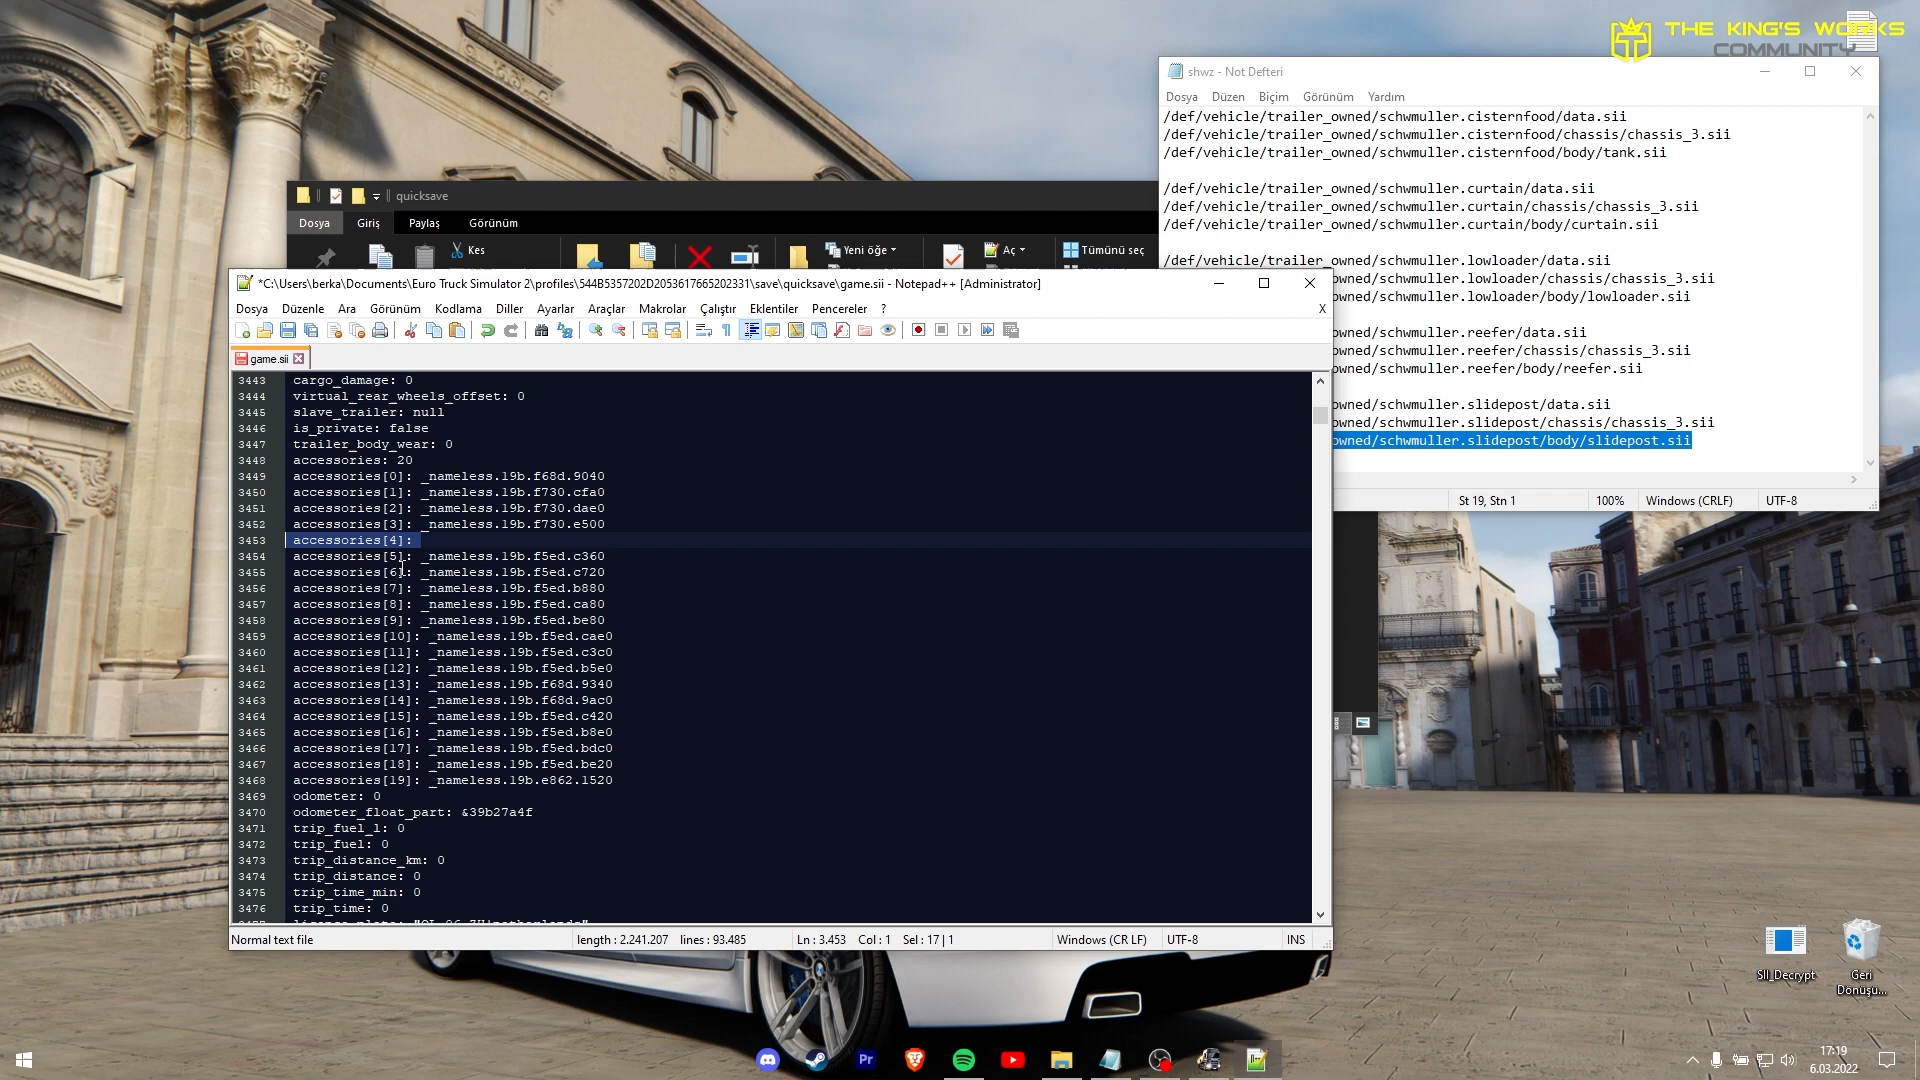 THE KING'S WORKS
COMMUNITY
shwz - Not Defteri
Dosya Düzen Biçim Görünüm Yardım
/def/vehicle/trailer_owned/schwmuller.cisternfood/data.sii
/def/vehicle/trailer_owned/schwmuller.cisternfood/chassis/chassis_3.sii
/def/vehicle/trailer_owned/schwmuller.cisternfood/body/tank.sii
/def/vehicle/trailer_owned/schwmuller.curtain/data.sii
/def/vehicle/trailer_owned/schwmuller.curtain/chassis/chassis_3.sii
/def/vehicle/trailer_owned/schwmuller.curtain/body/curtain.sii
/def/vehicle/trailer_owned/schwmuller.lowloader/data.sii
owned/schwmuller.lowloader/chassis/chassis_3.sii
owned/schwmuller.lowloader/body/lowloader.sii
owned/schwmuller.reefer/data.sii
owned/schwmuller.reefer/chassis/chassis_3.sii
owned/schwmuller.reefer/body/reefer.sii
owned/schwmuller.slidepost/data.sii
owned/schwmuller.slidepost/chassis/chassis_3.sii
owned/schwmuller.slidepost/body/slidepost.sii
St 19, Stn 1 100% Windows (CRLF) UTF-8
quicksave
Dosya Giriş Paylaş Görünüm
Kes Yeni öğe Aç Tümünü seç
*C:\Users\berka\Documents\Euro Truck Simulator 2\profiles\544B5357202D2053617665202331\save\quicksave\game.sii - Notepad++ [Administrator]
Dosya Düzenle Ara Görünüm Kodlama Diller Ayarlar Araçlar Makrolar Çalıştır Eklentiler Pencereler ? X
game.sii
3443 cargo_damage: 0
3444 virtual_rear_wheels_offset: 0
3445 slave_trailer: null
3446 is_private: false
3447 trailer_body_wear: 0
3448 accessories: 20
3449 accessories[0]: _nameless.19b.f68d.9040
3450 accessories[1]: _nameless.19b.f730.cfa0
3451 accessories[2]: _nameless.19b.f730.dae0
3452 accessories[3]: _nameless.19b.f730.e500
3453 accessories[4]:
3454 accessories[5]: _nameless.19b.f5ed.c360
3455 accessories[6]: _nameless.19b.f5ed.c720
3456 accessories[7]: _nameless.19b.f5ed.b880
3457 accessories[8]: _nameless.19b.f5ed.ca80
3458 accessories[9]: _nameless.19b.f5ed.be80
3459 accessories[10]: _nameless.19b.f5ed.cae0
3460 accessories[11]: _nameless.19b.f5ed.c3c0
3461 accessories[12]: _nameless.19b.f5ed.b5e0
3462 accessories[13]: _nameless.19b.f68d.9340
3463 accessories[14]: _nameless.19b.f68d.9ac0
3464 accessories[15]: _nameless.19b.f5ed.c420
3465 accessories[16]: _nameless.19b.f5ed.b8e0
3466 accessories[17]: _nameless.19b.f5ed.bdc0
3467 accessories[18]: _nameless.19b.f5ed.be20
3468 accessories[19]: _nameless.19b.e862.1520
3469 odometer: 0
3470 odometer_float_part: &39b27a4f
3471 trip_fuel_l: 0
3472 trip_fuel: 0
3473 trip_distance_km: 0
3474 trip_distance: 0
3475 trip_time_min: 0
3476 trip_time: 0
Normal text file length : 2.241.207 lines : 93.485 Ln : 3.453 Col : 1 Sel : 17 | 1 Windows (CR LF) UTF-8 INS
SII_Decrypt
Geri Dönüşü...
Pr
17:19
6.03.2022